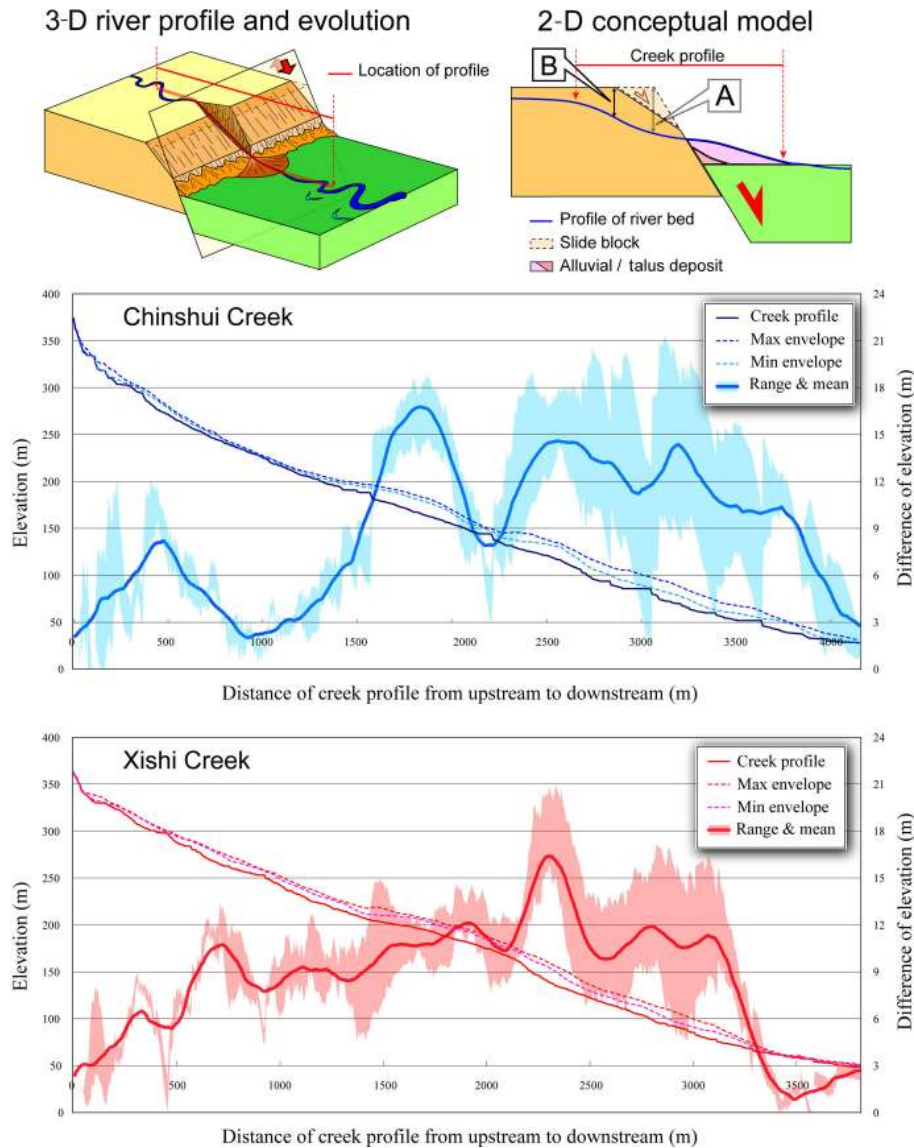 3-D river profile and evolution
2-D conceptual model
Location of profile
Creek profile
B
A
Profile of river bed
Slide block
Alluvial / talus deposit
Chinshui Creek
Creek profile
Max envelope
Min envelope
Range & mean
Elevation (m)
400
350
300
250
200
150
100
50
0
0 500 1000 1500 2000 2500 3000 3500 4000
24
21
18
15
12
9
6
3
0
Difference of elevation (m)
Distance of creek profile from upstream to downstream (m)
Xishi Creek
Creek profile
Max envelope
Min envelope
Range & mean
Elevation (m)
400
350
300
250
200
150
100
50
0
0 500 1000 1500 2000 2500 3000 3500
24
21
18
15
12
9
6
3
0
Difference of elevation (m)
Distance of creek profile from upstream to downstream (m)